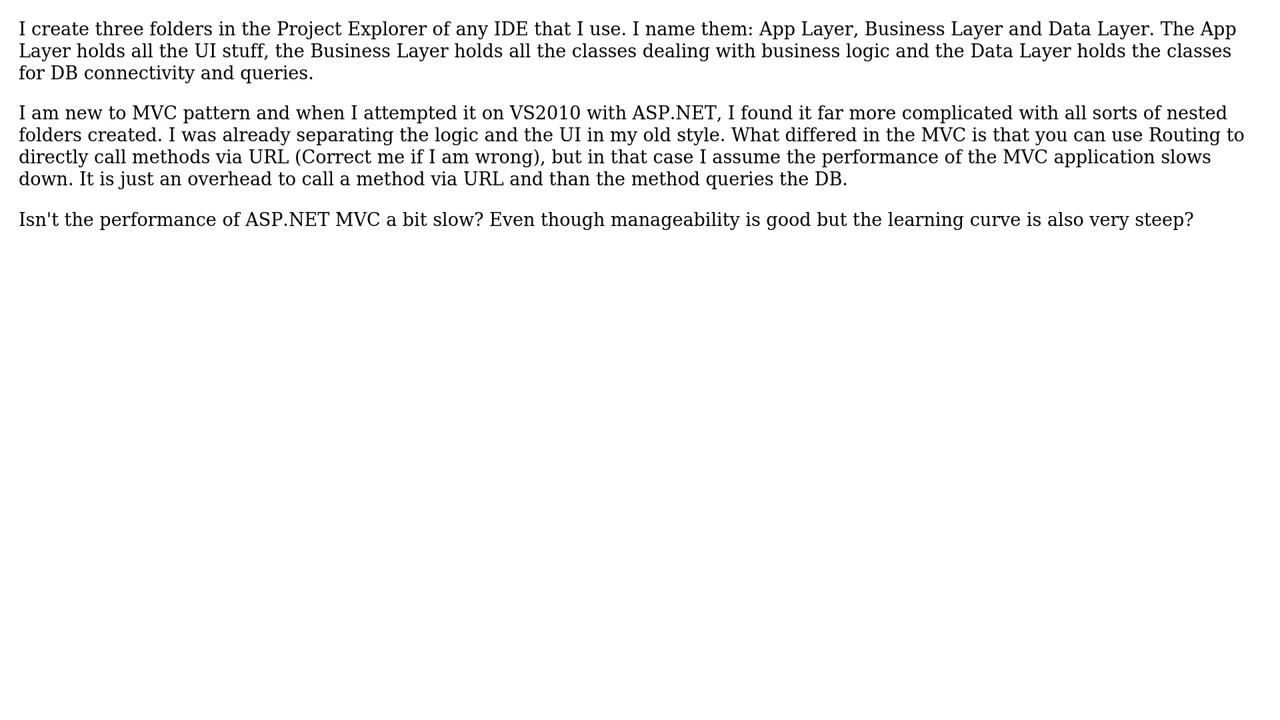 I create three folders in the Project Explorer of any IDE that I use. I name them: App Layer, Business Layer and Data Layer. The App
Layer holds all the UI stuff, the Business Layer holds all the classes dealing with business logic and the Data Layer holds the classes
for DB connectivity and queries.
I am new to MVC pattern and when I attempted it on VS2010 with ASP.NET, I found it far more complicated with all sorts of nested
folders created. I was already separating the logic and the UI in my old style. What differed in the MVC is that you can use Routing to
directly call methods via URL (Correct me if I am wrong), but in that case I assume the performance of the MVC application slows
down. It is just an overhead to call a method via URL and than the method queries the DB.
Isn't the performance of ASP.NET MVC a bit slow? Even though manageability is good but the learning curve is also very steep?